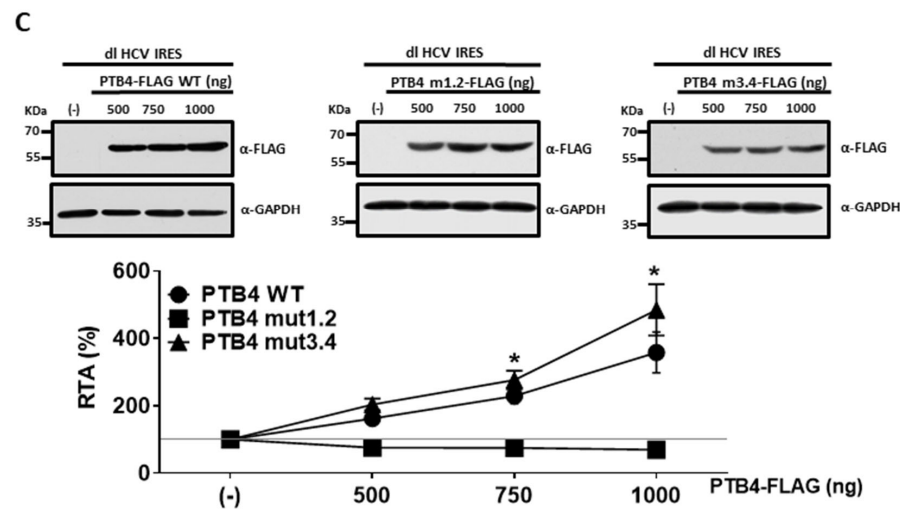 C
dl HCV IRES
PTB4-FLAG WT (ng)
KDa (-) 500 750 1000
70
55
α-FLAG
35
α-GAPDH
dl HCV IRES
PTB4 m1.2-FLAG (ng)
KDa (-) 500 750 1000
70
55
α-FLAG
35
α-GAPDH
dl HCV IRES
PTB4 m3.4-FLAG (ng)
KDa (-) 500 750 1000
70
55
α-FLAG
35
α-GAPDH
RTA (%)
600
400
200
0
PTB4 WT
PTB4 mut1.2
PTB4 mut3.4
*
*
(-) 500 750 1000 PTB4-FLAG (ng)